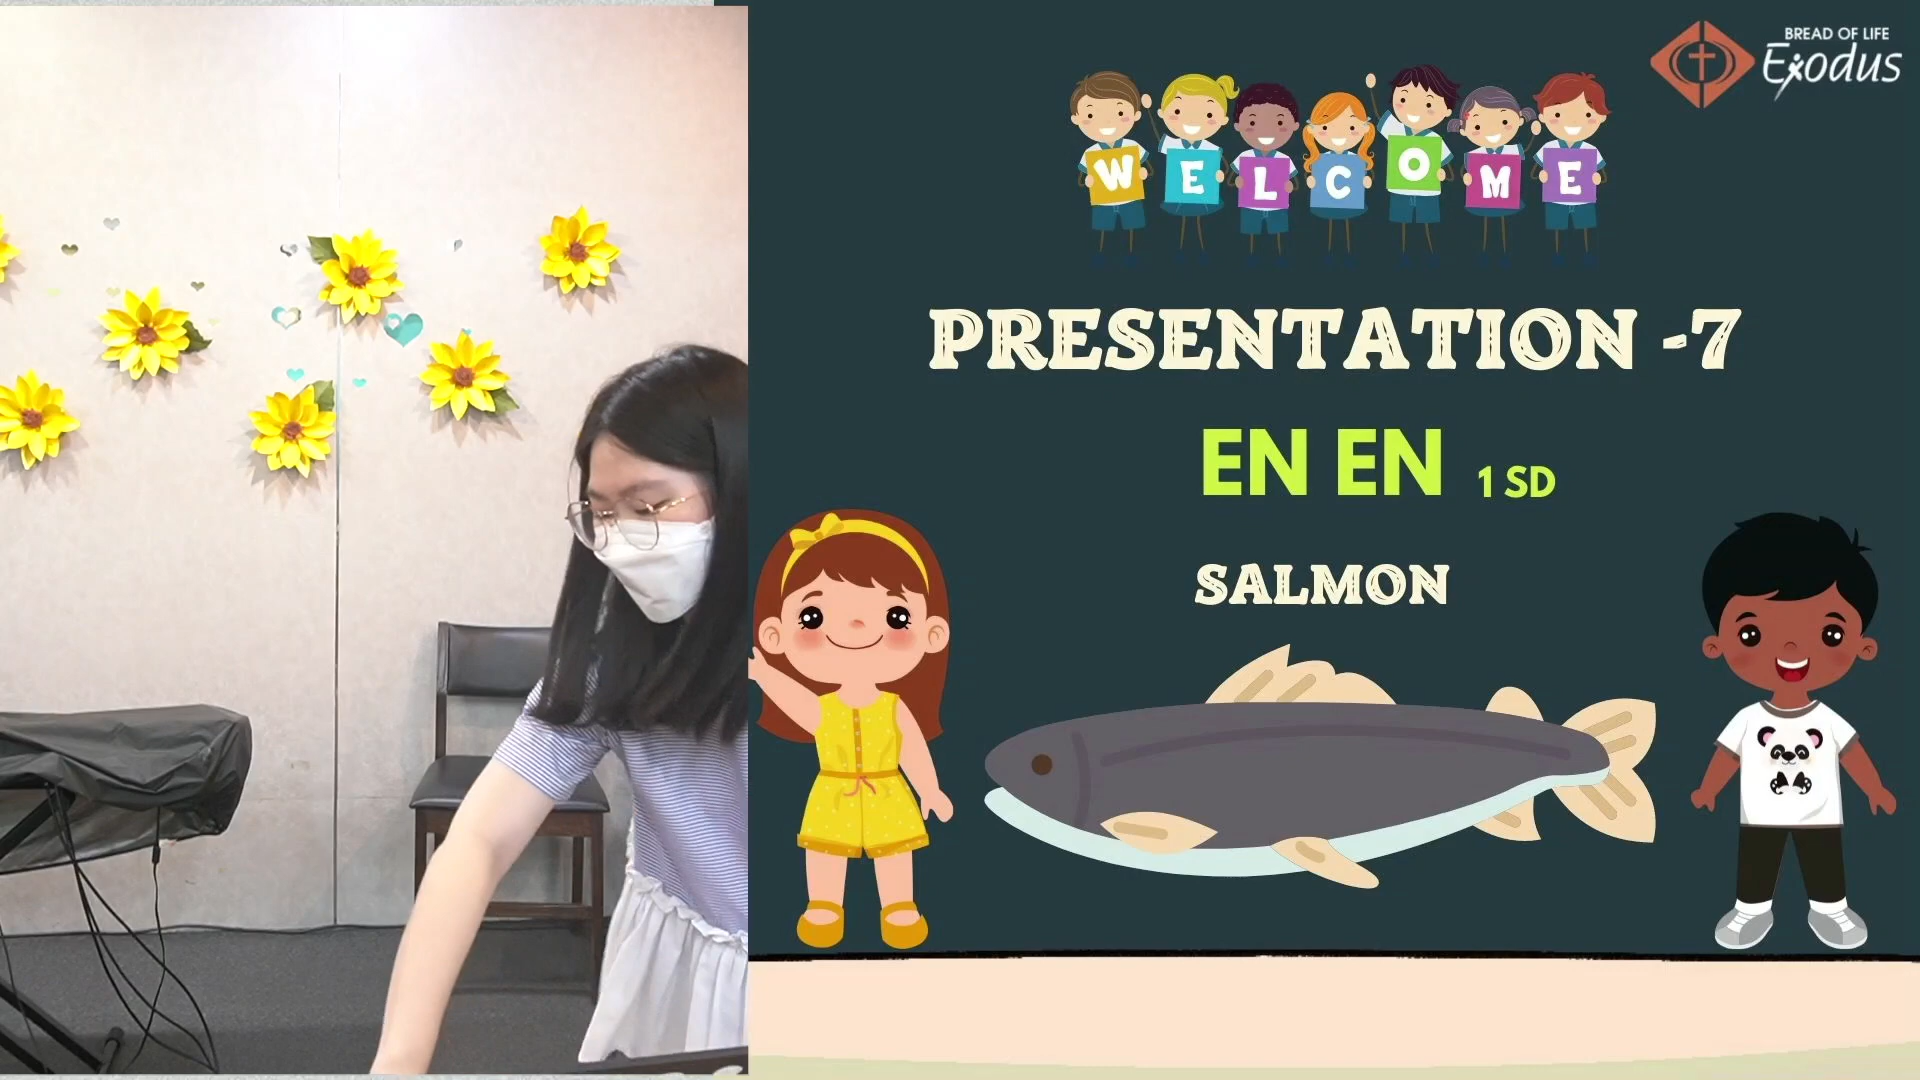 BREAD OF LIFE
Exodus
WELCOME
PRESENTATION -7
EN EN 1 SD
SALMON